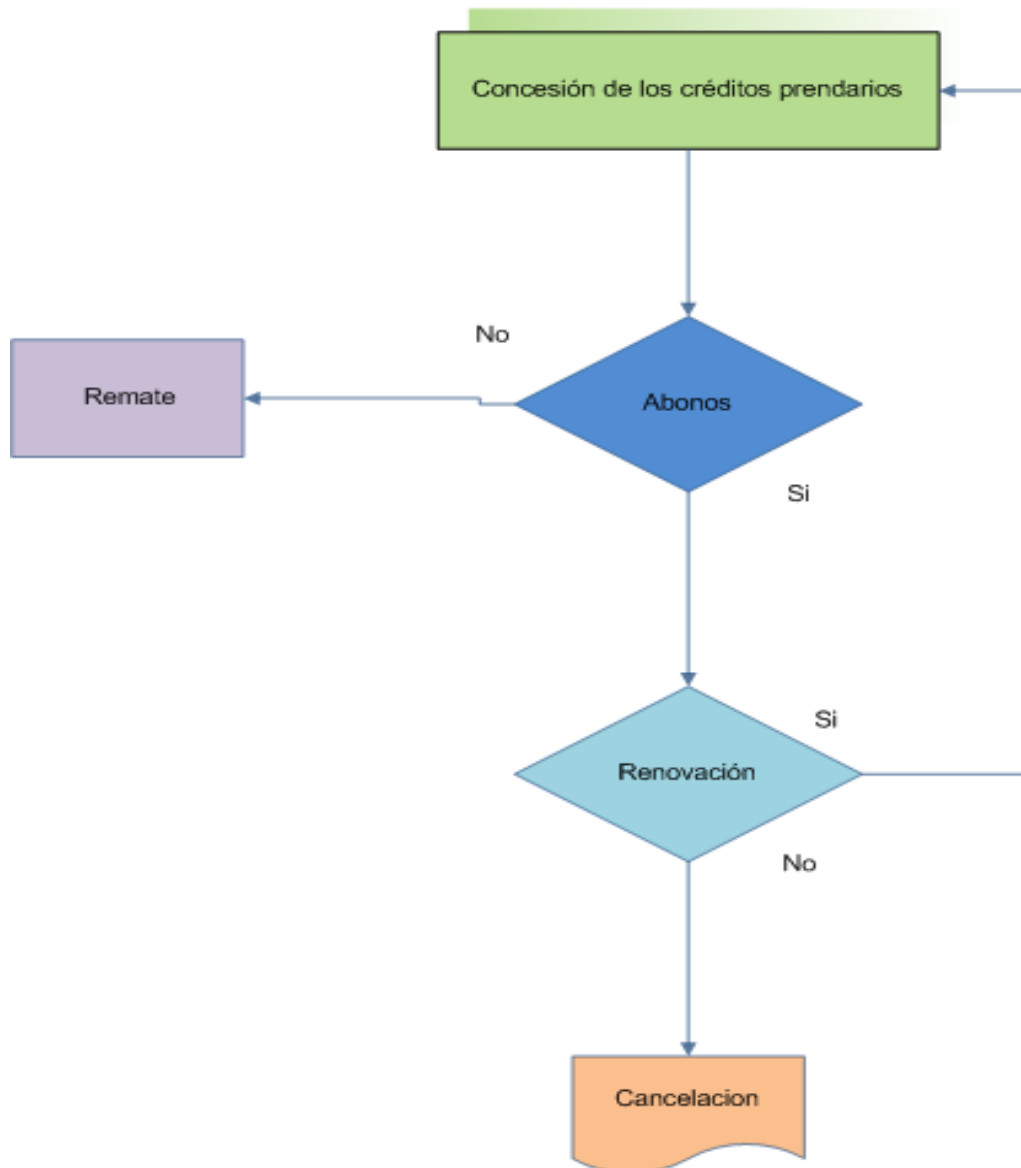 Concesión de los créditos prendarios
No
Remate
Abonos
Si
Si
Renovación
No
Cancelacion